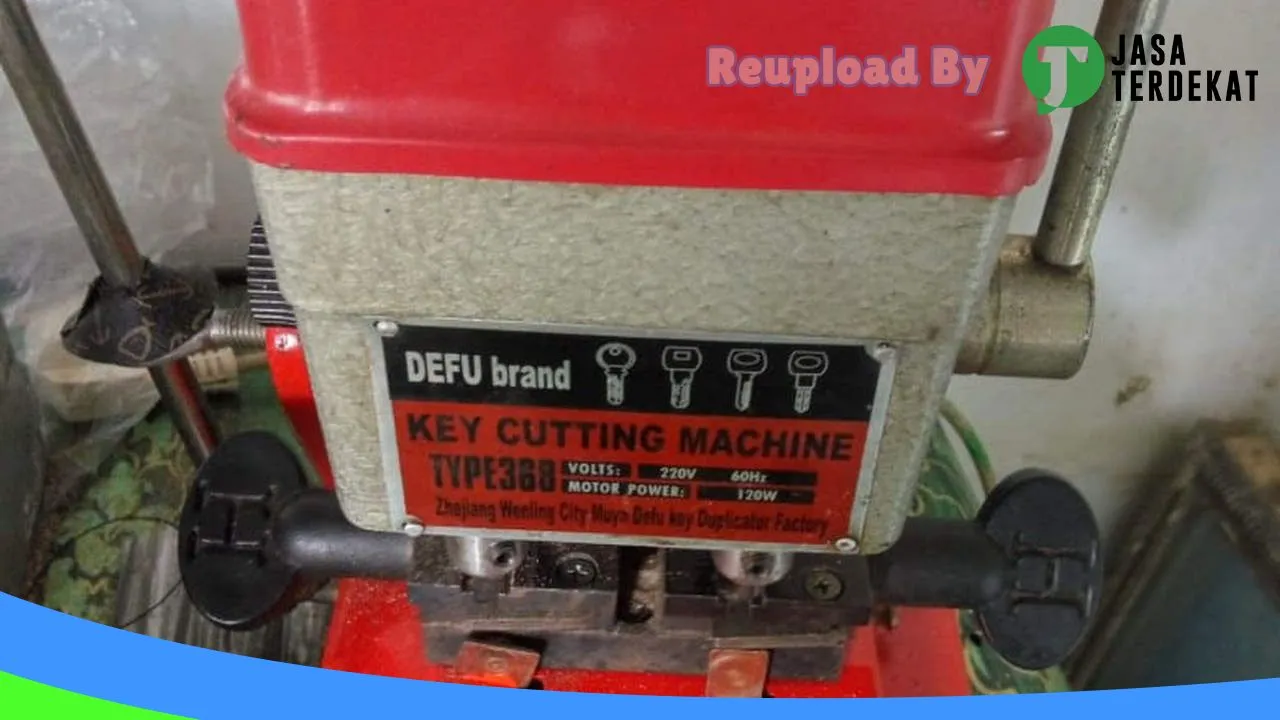 Reupload By
JASA
TERDEKAT
DEFU brand
KEY CUTTING MACHINE
TYPE368
VOLTS: 220V 60Hz
MOTOR POWER: 120W
Zhejiang Wenling City Muyu Defu key Duplicator Factory